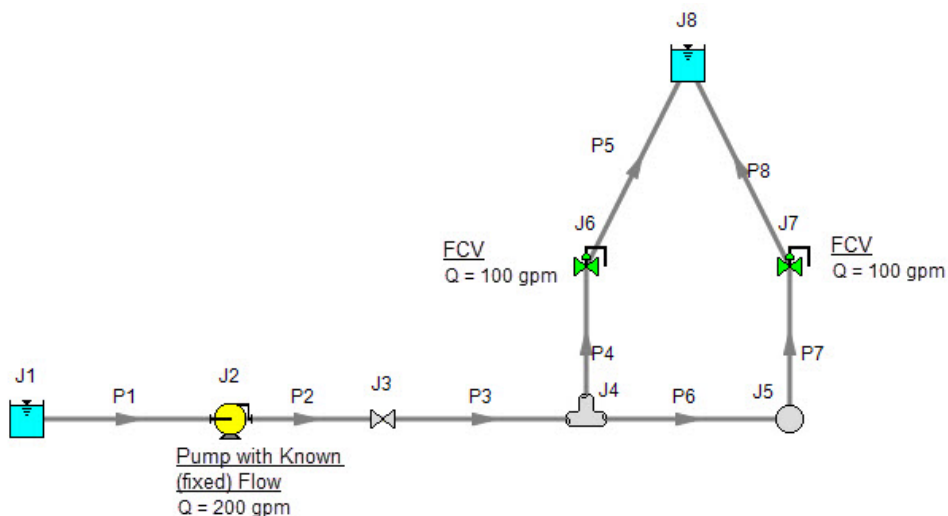 J8
P5
P8
J6
J7
FCV
Q = 100 gpm
FCV
Q = 100 gpm
P4
P7
J1
P1
J2
P2
J3
P3
J4
P6
J5
Pump with Known
(fixed) Flow
Q = 200 gpm